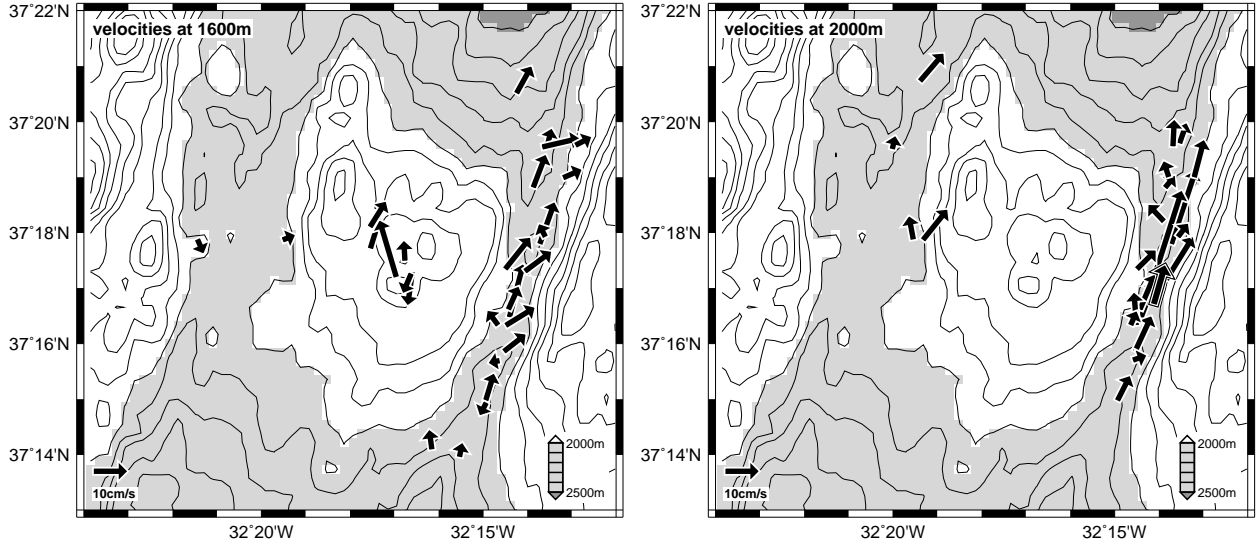 velocities at 1600m
37°22'N
37°20'N
37°18'N
37°16'N
37°14'N
32°20'W
32°15'W
10cm/s
2000m
2500m
velocities at 2000m
37°22'N
37°20'N
37°18'N
37°16'N
37°14'N
32°20'W
32°15'W
10cm/s
2000m
2500m